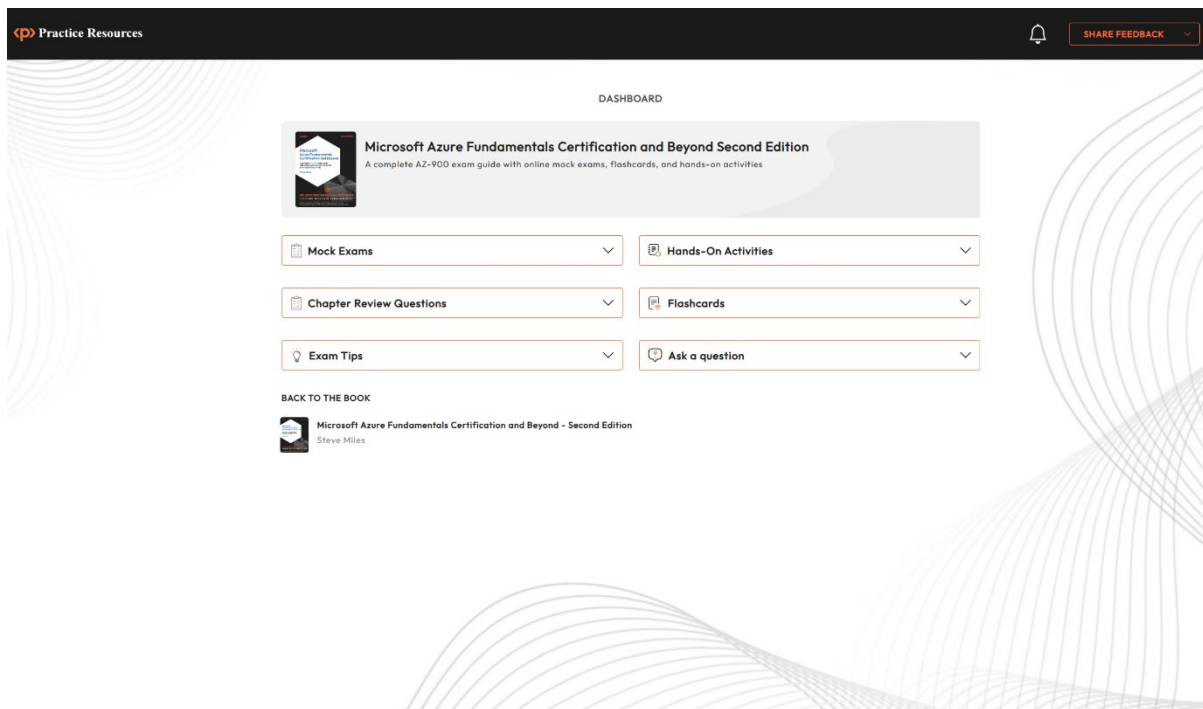 <p> Practice Resources
SHARE FEEDBACK
DASHBOARD
Microsoft Azure Fundamentals Certification and Beyond Second Edition
A complete AZ-900 exam guide with online mock exams, flashcards, and hands-on activities
Mock Exams
Hands-On Activities
Chapter Review Questions
Flashcards
Exam Tips
Ask a question
BACK TO THE BOOK
Microsoft Azure Fundamentals Certification and Beyond - Second Edition
Steve Miles